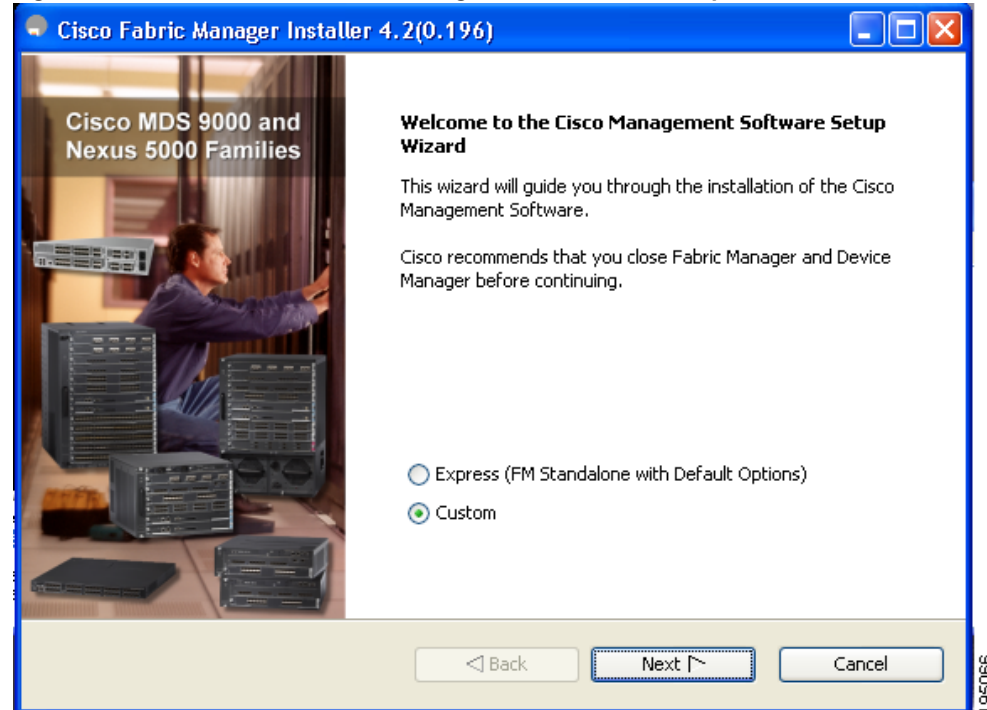 Cisco Fabric Manager Installer 4.2(0.196)
Cisco MDS 9000 and
Nexus 5000 Families
Welcome to the Cisco Management Software Setup
Wizard
This wizard will guide you through the installation of the Cisco
Management Software.
Cisco recommends that you close Fabric Manager and Device
Manager before continuing.
Express (FM Standalone with Default Options)
Custom
Back
Next
Cancel
195066